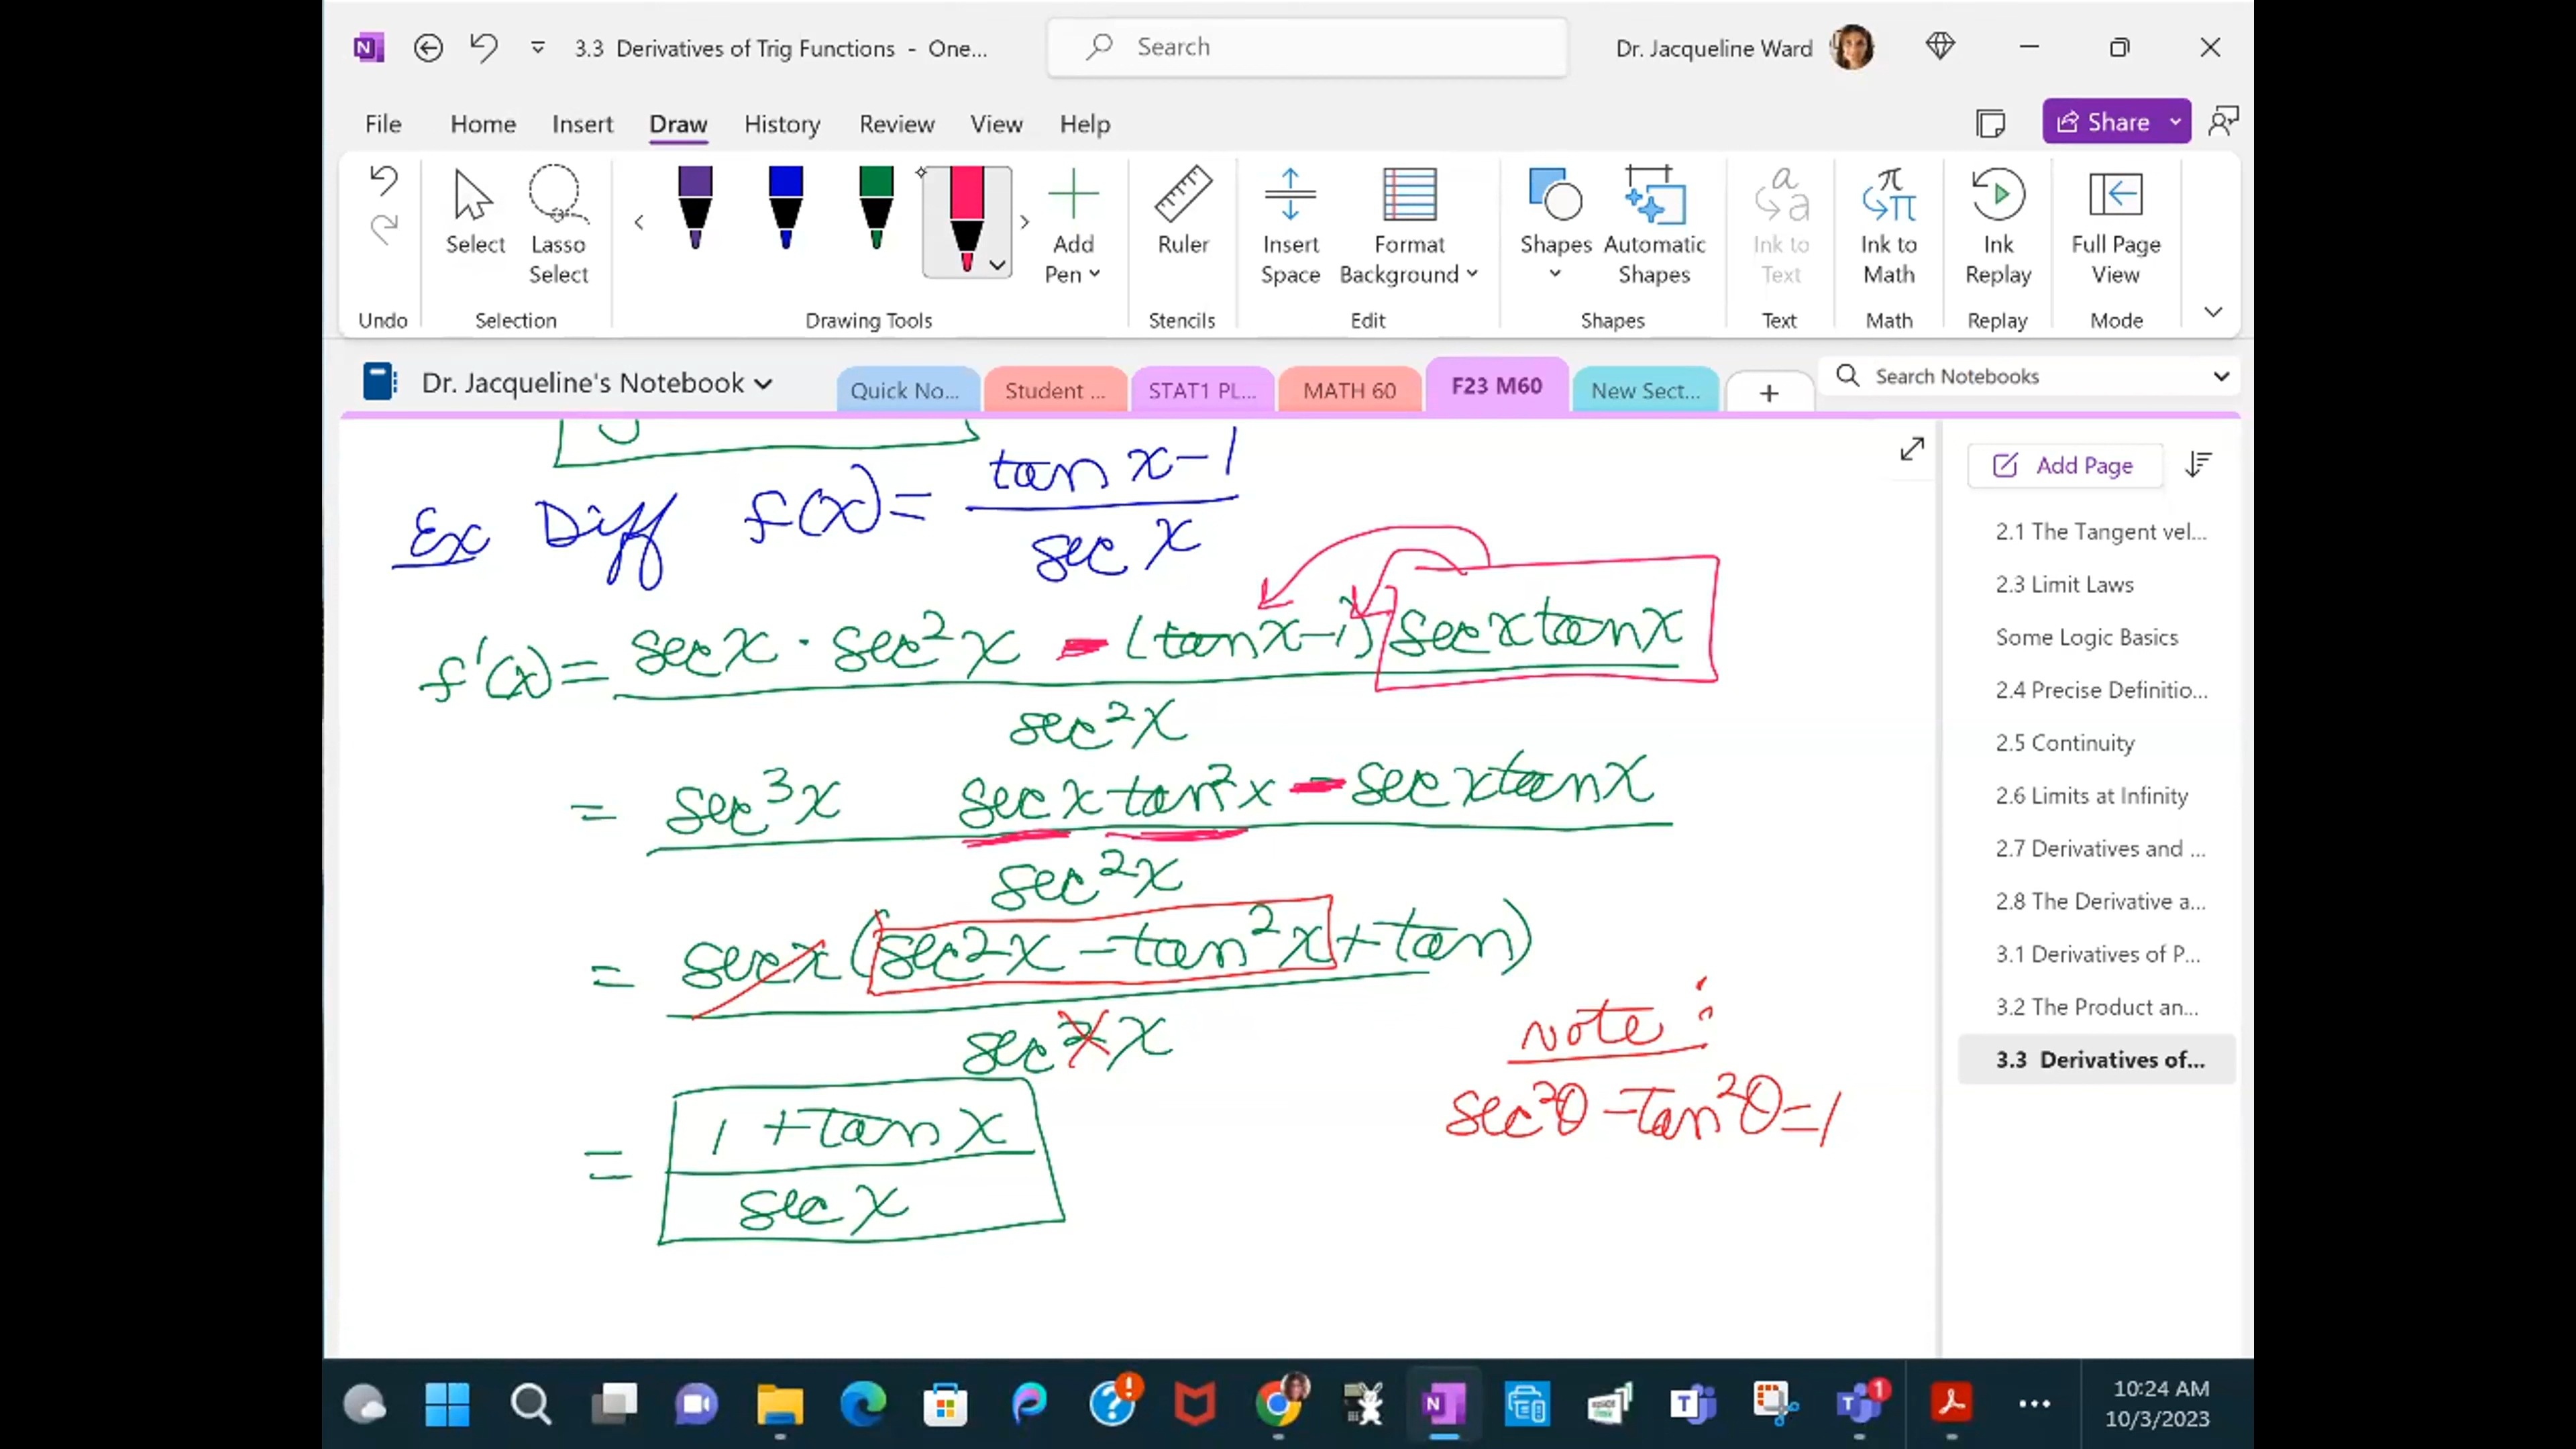 3.3 Derivatives of Trig Functions - One...
Search
Dr. Jacqueline Ward
File Home Insert Draw History Review View Help
Share
Select
Lasso Select
Add Pen
Ruler
Insert Space
Format Background
Shapes
Automatic Shapes
Ink to Text
Ink to Math
Ink Replay
Full Page View
Undo Selection Drawing Tools Stencils Edit Shapes Text Math Replay Mode
Dr. Jacqueline's Notebook
Quick No... Student ... STAT1 PL... MATH 60 F23 M60 New Sect... +
Search Notebooks
Ex Diff f(x) = (tan x - 1) / sec x
f'(x) = (sec x · sec²x - (tan x - 1) sec x tan x) / sec²x
= (sec³x sec x tan²x - sec x tan x) / sec²x
= sec x (sec²x - tan²x + tan) / sec²x
= (1 + tan x) / sec x
note:
sec²θ - tan²θ = 1
Add Page
2.1 The Tangent vel...
2.3 Limit Laws
Some Logic Basics
2.4 Precise Definitio...
2.5 Continuity
2.6 Limits at Infinity
2.7 Derivatives and ...
2.8 The Derivative a...
3.1 Derivatives of P...
3.2 The Product an...
3.3 Derivatives of...
10:24 AM
10/3/2023